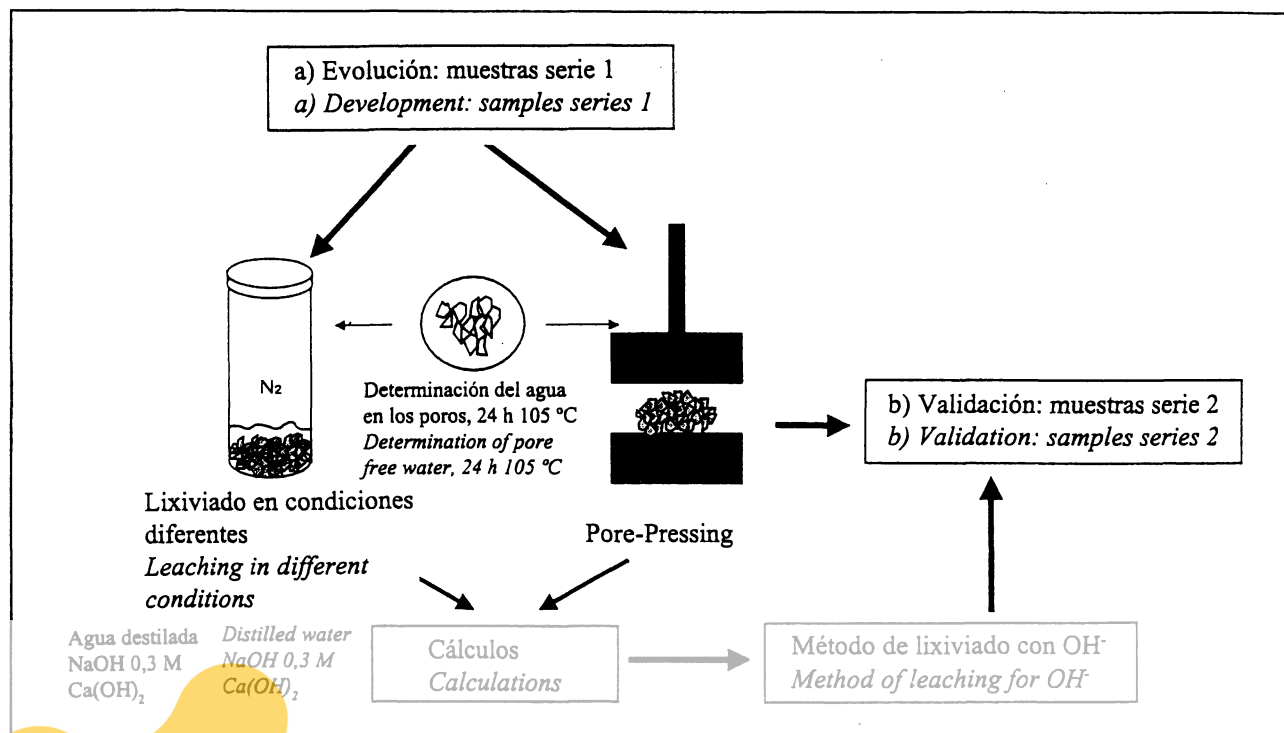 a) Evolución: muestras serie 1
a) Development: samples series 1
N2
Determinación del agua
en los poros, 24 h 105 ºC
Determination of pore
free water, 24 h 105 ºC
Lixiviado en condiciones
diferentes
Leaching in different
conditions
Pore-Pressing
b) Validación: muestras serie 2
b) Validation: samples series 2
Agua destilada
NaOH 0,3 M
Ca(OH)₂
Distilled water
NaOH 0,3 M
Ca(OH)₂
Cálculos
Calculations
Método de lixiviado con OH⁻
Method of leaching for OH⁻